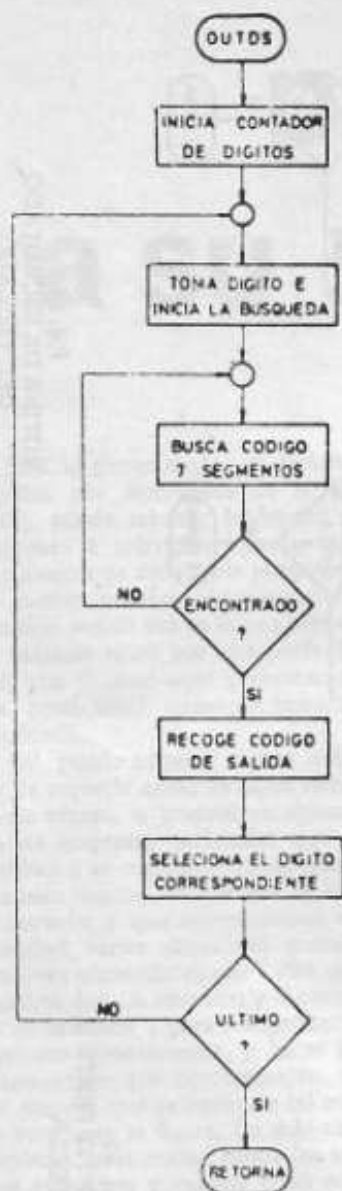 OUTDS
INICIA CONTADOR
DE DIGITOS
TOMA DIGITO E
INICIA LA BUSQUEDA
BUSCA CODIGO
7 SEGMENTOS
NO
ENCONTRADO
?
SI
RECOGE CODIGO
DE SALIDA
SELECIONA EL DIGITO
CORRESPONDIENTE
NO
ULTIMO
?
SI
RETORNA